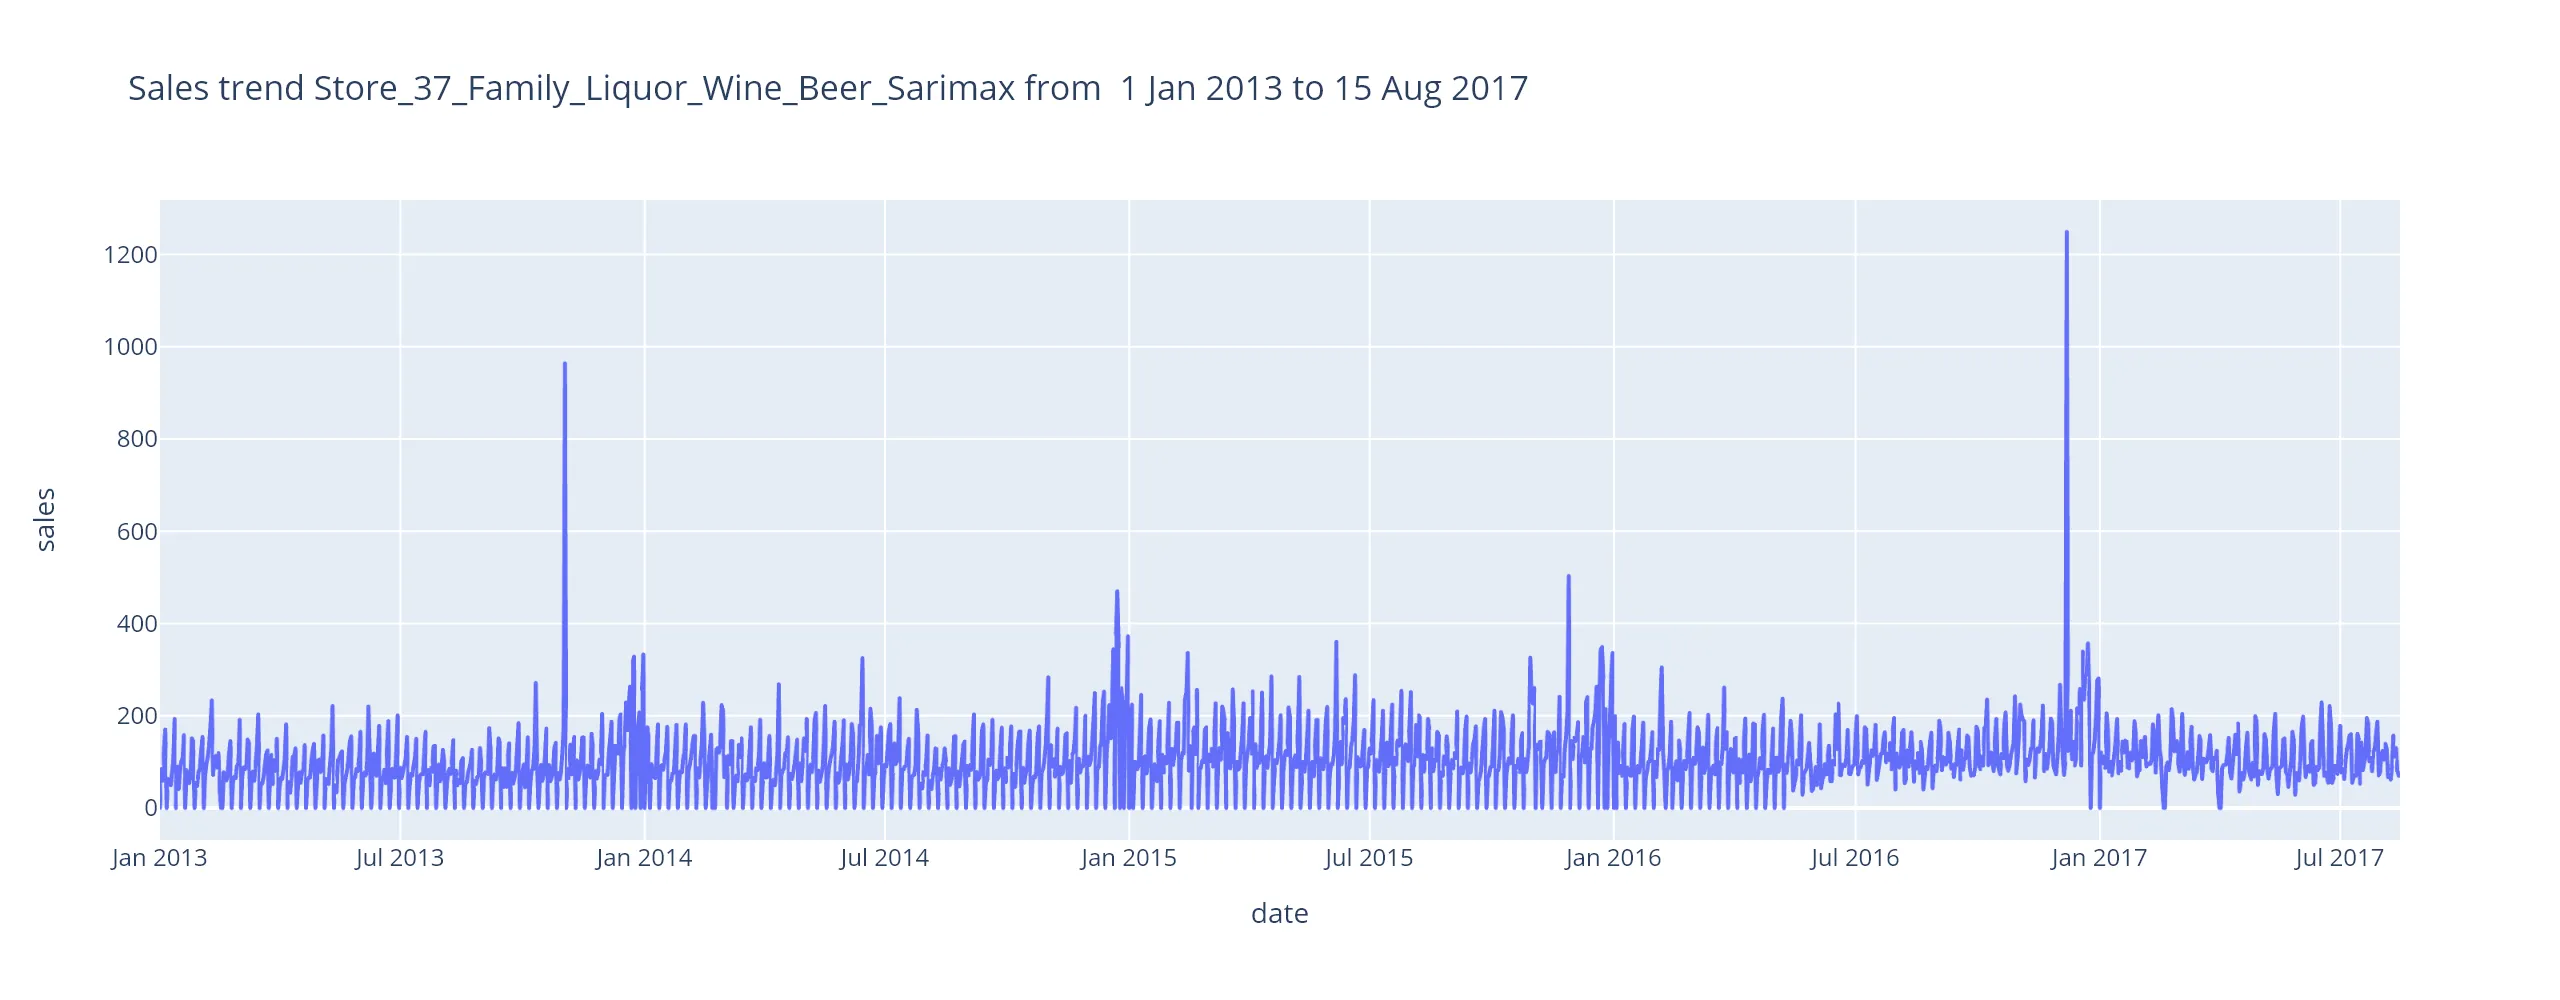 Sales trend Store_37_Family_Liquor_Wine_Beer_Sarimax from  1 Jan 2013 to 15 Aug 2017
1200
1000
800
600
400
200
0
sales
Jan 2013 Jul 2013 Jan 2014 Jul 2014 Jan 2015 Jul 2015 Jan 2016 Jul 2016 Jan 2017 Jul 2017
date